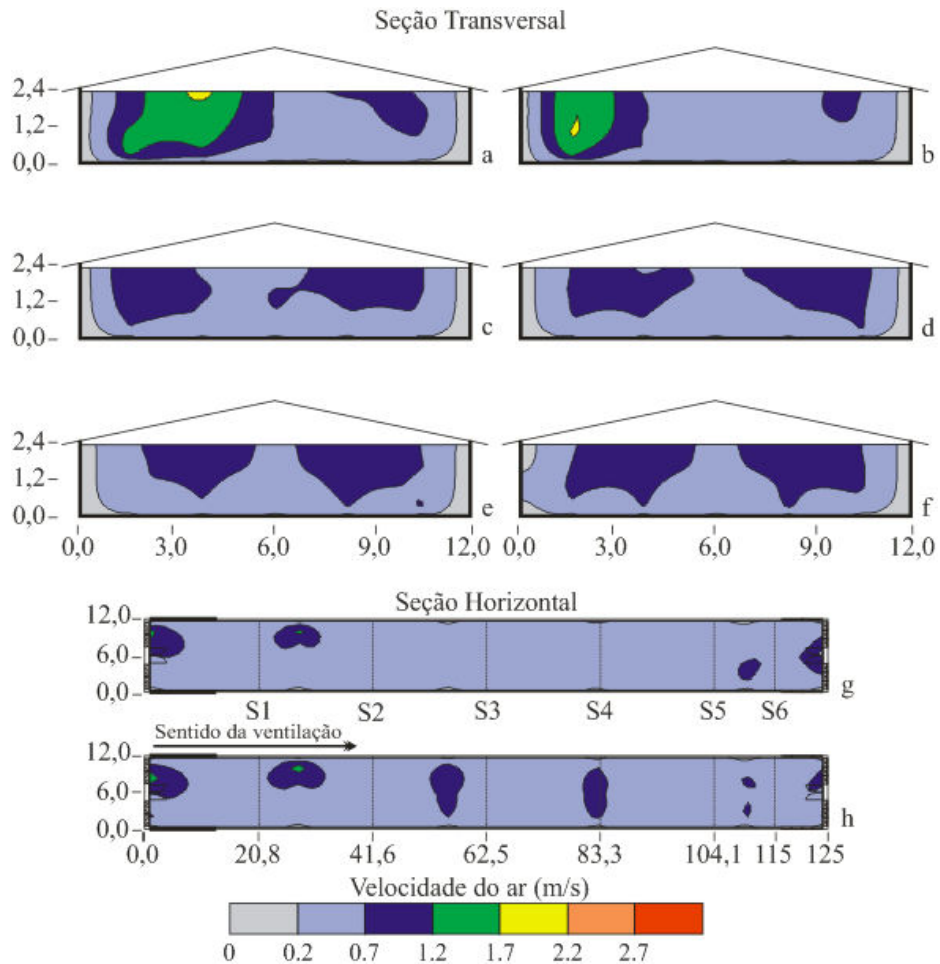 Seção Transversal
2,4 1,2 0,0 a b
2,4 1,2 0,0 c d
2,4 1,2 0,0 e f
0,0 3,0 6,0 9,0 12,0 0,0 3,0 6,0 9,0 12,0
Seção Horizontal
12,0 6,0 0,0 g
S1 S2 S3 S4 S5 S6
Sentido da ventilação
12,0 6,0 0,0 h
0,0 20,8 41,6 62,5 83,3 104,1 115 125
Velocidade do ar (m/s)
0 0.2 0.7 1.2 1.7 2.2 2.7